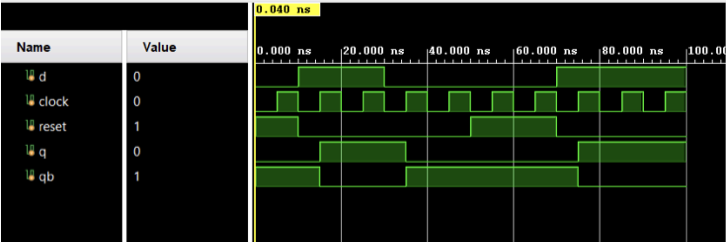 0.040 ns
Name Value
0.000 ns 20.000 ns 40.000 ns 60.000 ns 80.000 ns 100.00
d 0
clock 0
reset 1
q 0
qb 1